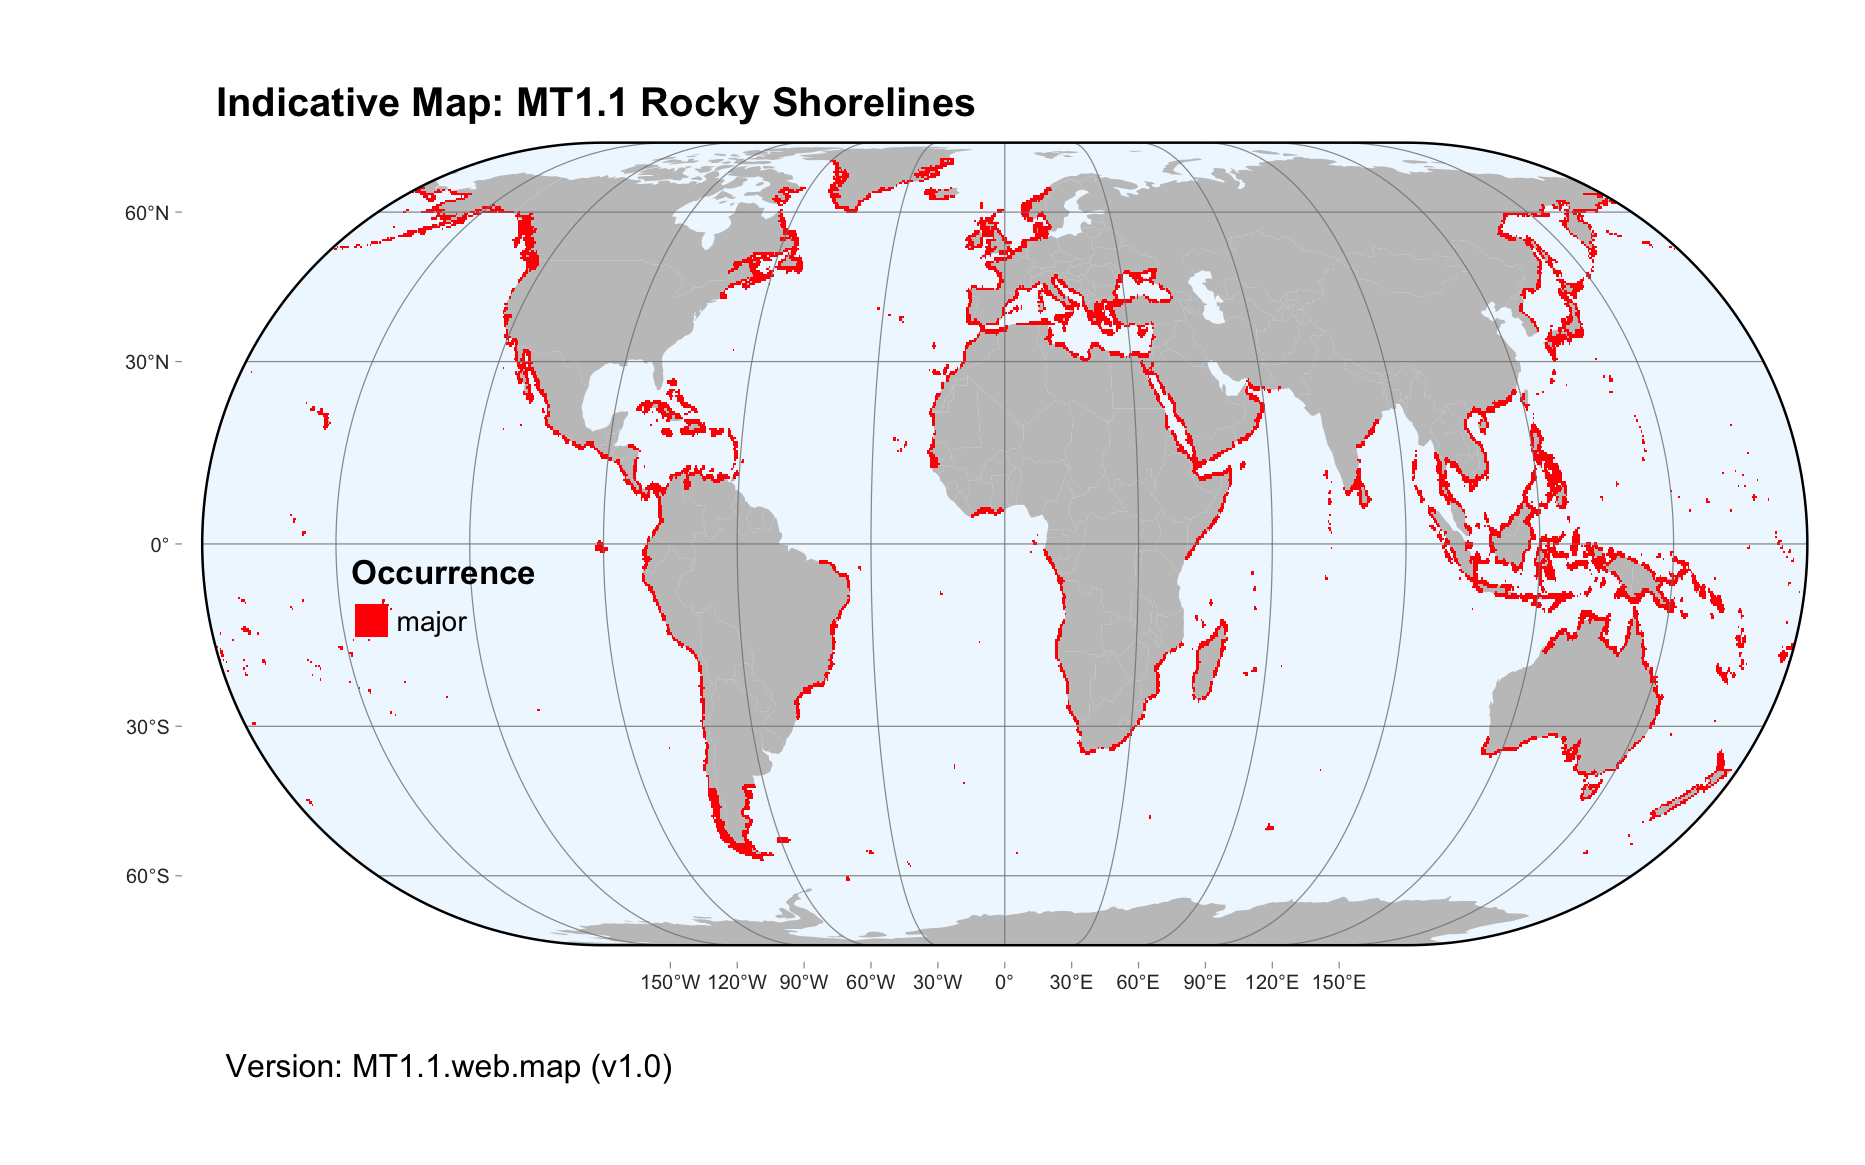 Indicative Map: MT1.1 Rocky Shorelines
60°N
30°N
0°
30°S
60°S
Occurrence
major
150°W 120°W 90°W 60°W 30°W 0° 30°E 60°E 90°E 120°E 150°E
Version: MT1.1.web.map (v1.0)